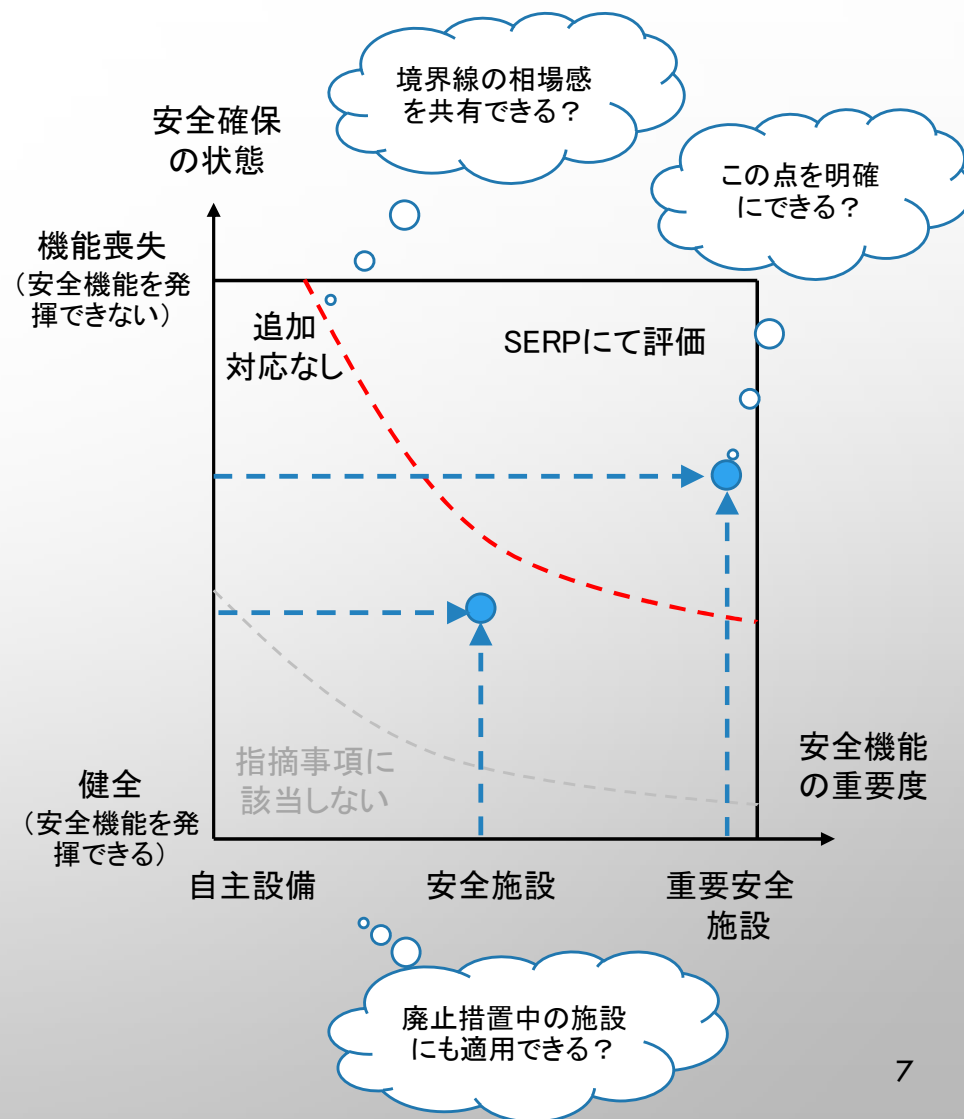 境界線の相場感
を共有できる？
安全確保
の状態
この点を明確
にできる？
機能喪失
（安全機能を発
揮できない）
追加
対応なし
SERPにて評価
指摘事項に
該当しない
健全
（安全機能を発
揮できる）
安全機能
の重要度
自主設備
安全施設
重要安全
施設
廃止措置中の施設
にも適用できる？
7